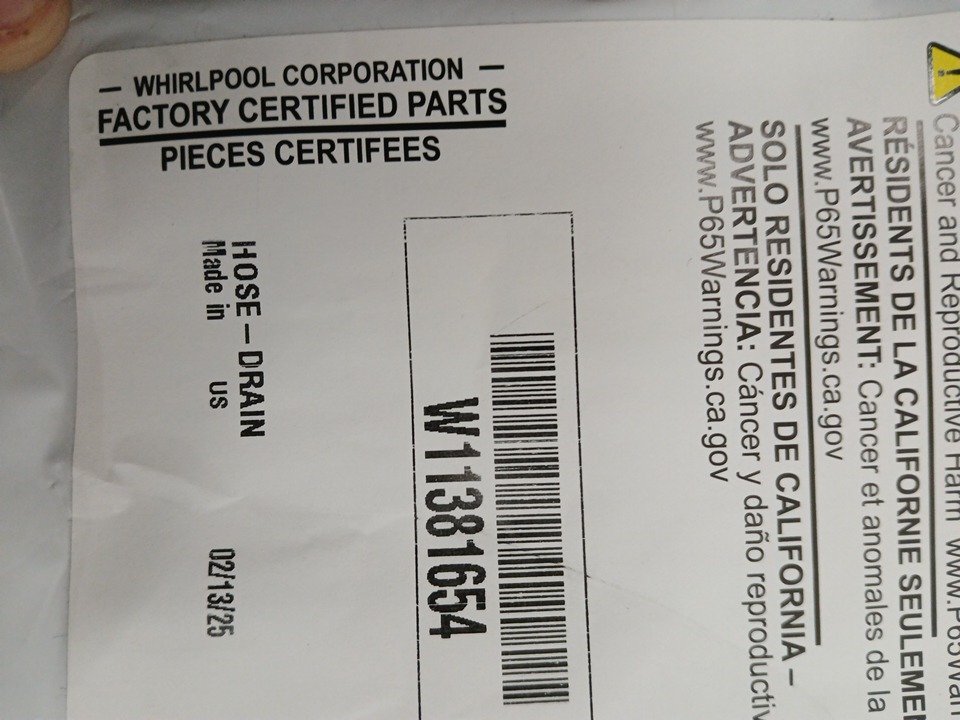 — WHIRLPOOL CORPORATION —
FACTORY CERTIFIED PARTS
PIECES CERTIFEES
HOSE–DRAIN
Made in US 02/13/25
W11381654
Cancer and Reproductive Harm
RÉSIDENTS DE LA CALIFORNIE
AVERTISSEMENT: Cancer et anomales de la
www.P65Warnings.ca.gov
SOLO RESIDENTES DE CALIFORNIA –
ADVERTENCIA: Cáncer y daño
www.P65Warnings.ca.gov